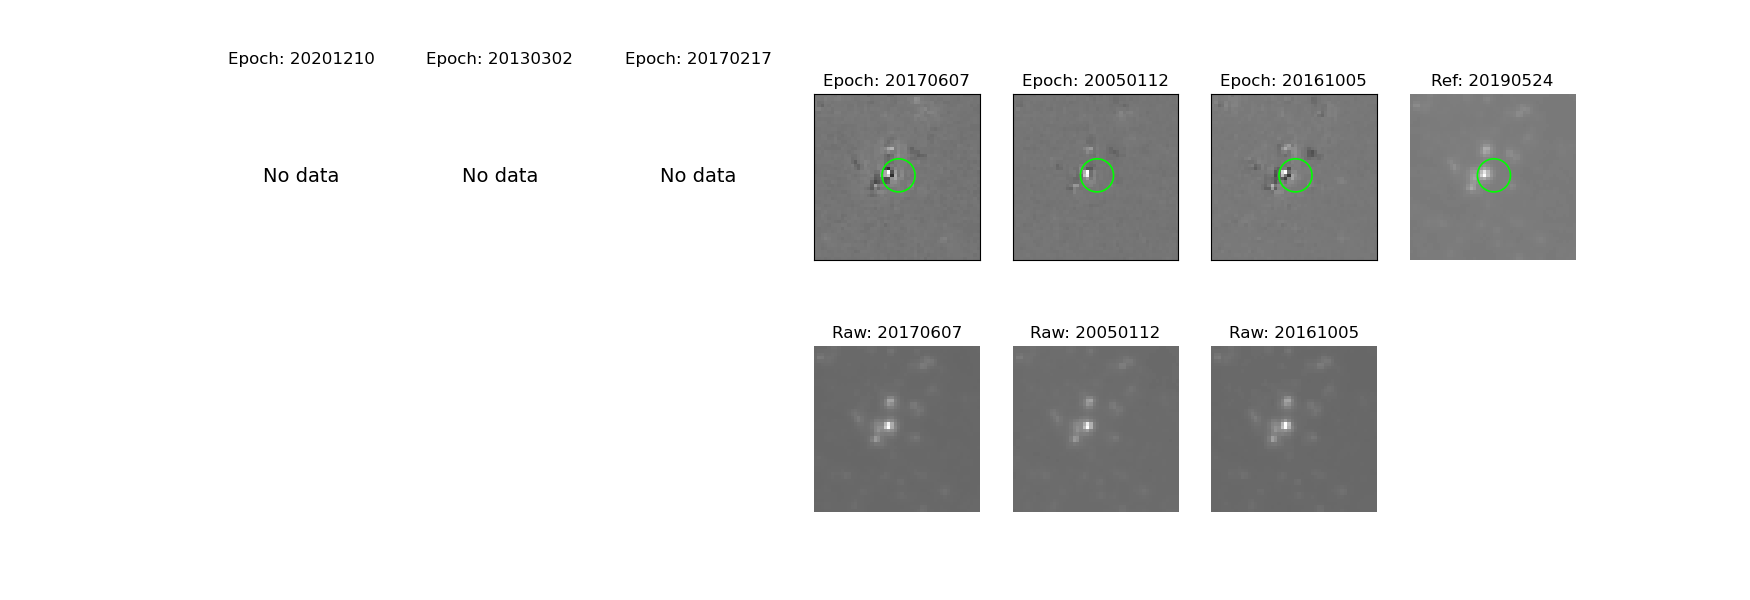 Epoch: 20201210
Epoch: 20130302
Epoch: 20170217
Epoch: 20170607
Epoch: 20050112
Epoch: 20161005
Ref: 20190524
No data
No data
No data
Raw: 20170607
Raw: 20050112
Raw: 20161005